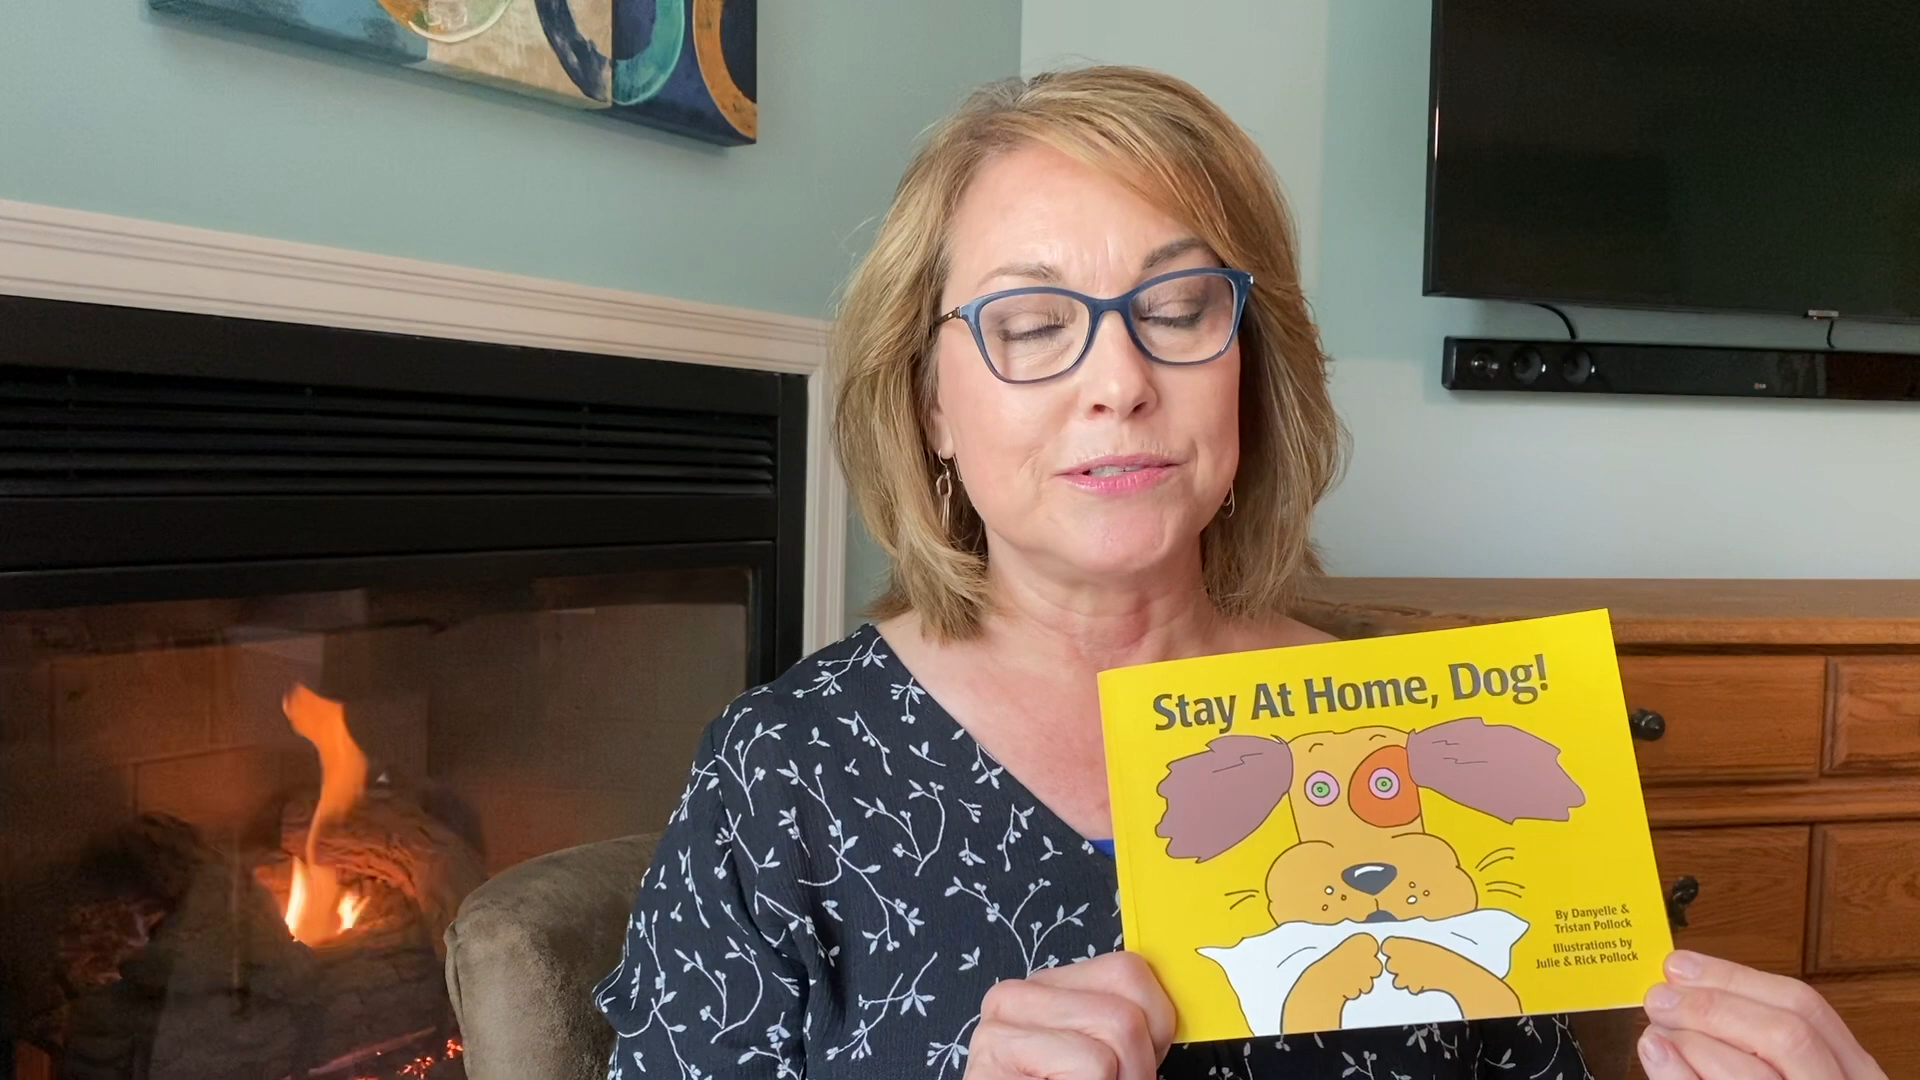 Stay At Home, Dog!
By Danyelle &
Tristan Pollock
Illustrations by
Julie & Rick Pollock